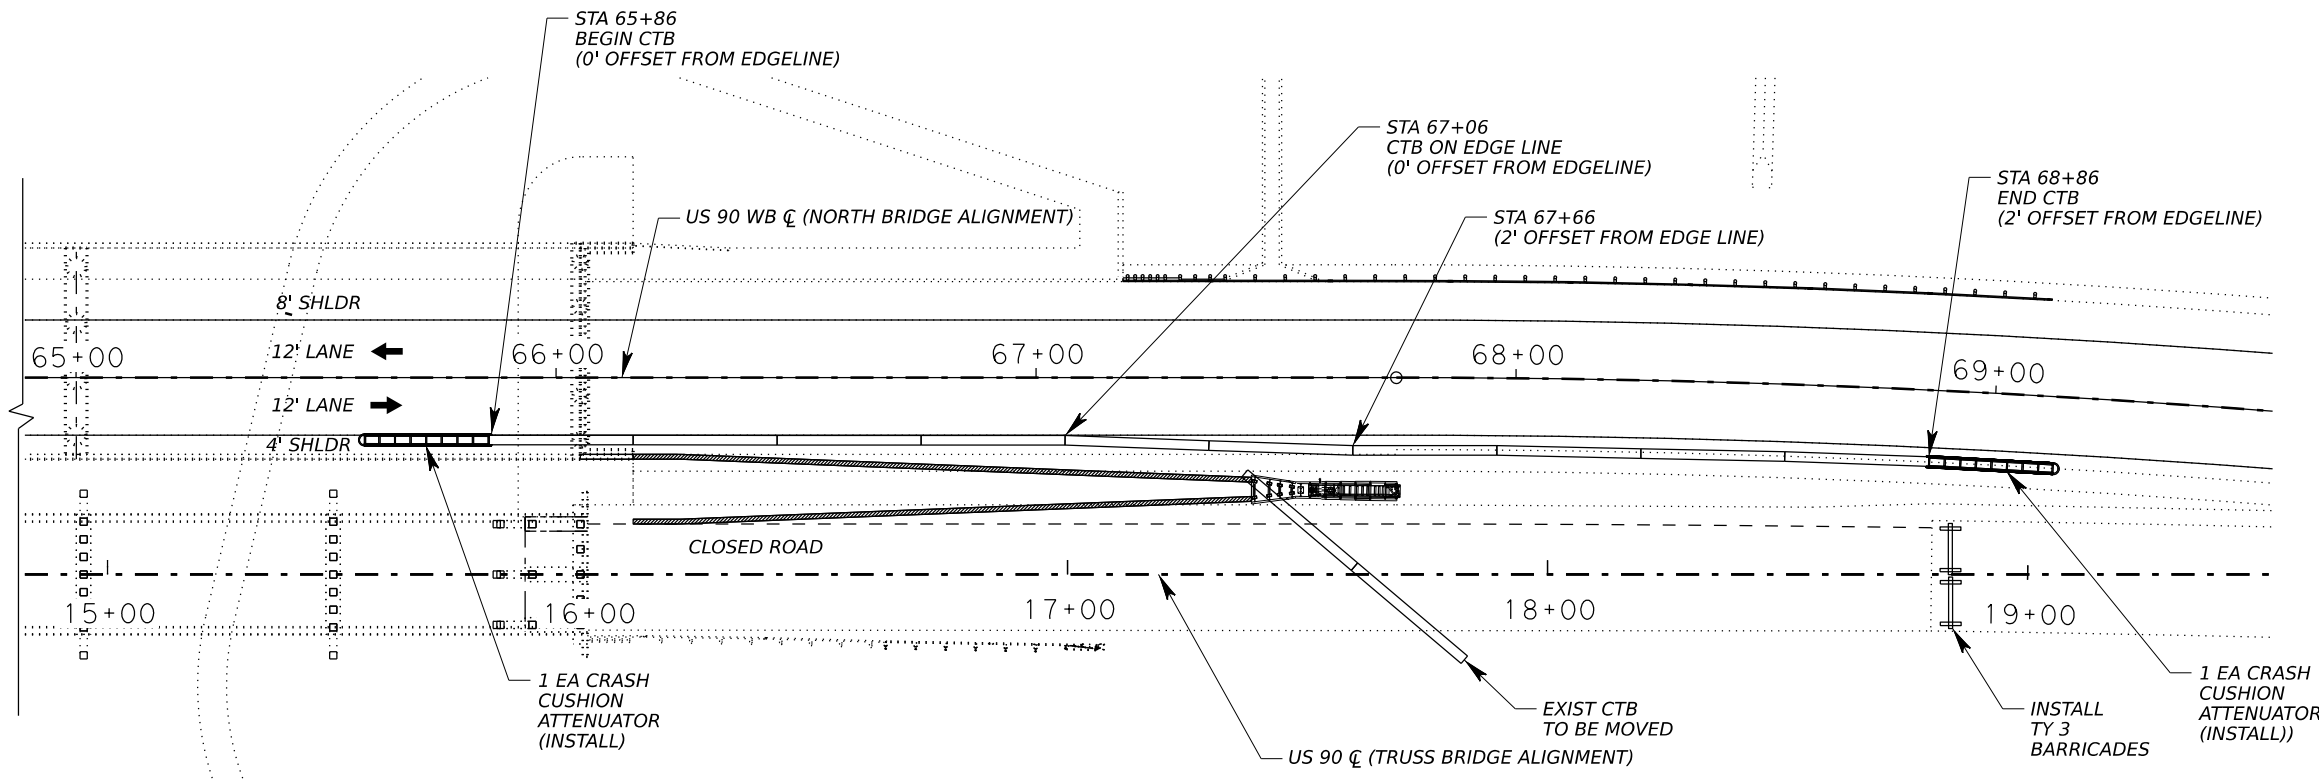 STA 65+86
BEGIN CTB
(0' OFFSET FROM EDGELINE)
STA 67+06
CTB ON EDGE LINE
(0' OFFSET FROM EDGELINE)
STA 68+86
END CTB
(2' OFFSET FROM EDGELINE)
US 90 WB ℄ (NORTH BRIDGE ALIGNMENT)
STA 67+66
(2' OFFSET FROM EDGE LINE)
8' SHLDR
65+00
12' LANE
66+00
67+00
68+00
69+00
12' LANE
4' SHLDR
CLOSED ROAD
15+00
16+00
17+00
18+00
19+00
1 EA CRASH
CUSHION
ATTENUATOR
(INSTALL)
EXIST CTB
TO BE MOVED
US 90 ℄ (TRUSS BRIDGE ALIGNMENT)
INSTALL
TY 3
BARRICADES
1 EA CRASH
CUSHION
ATTENUATOR
(INSTALL))